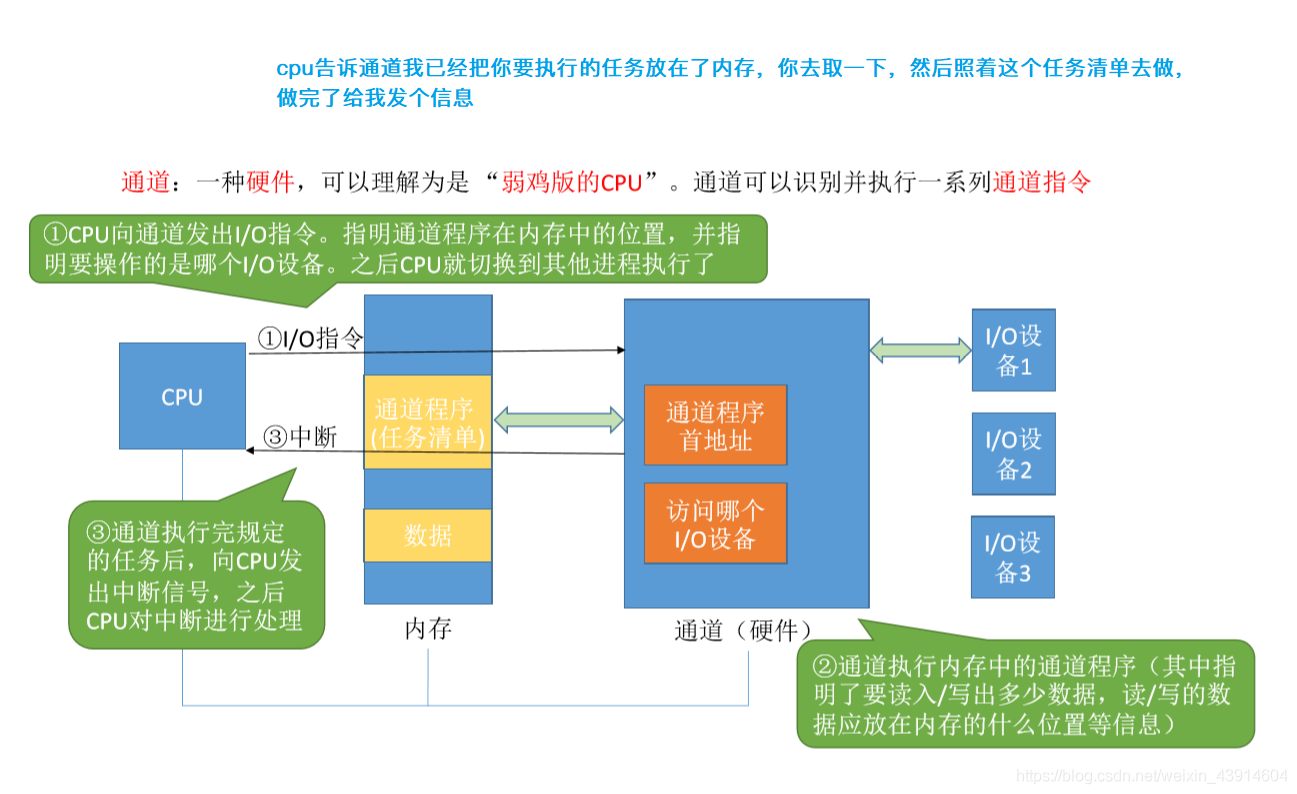 cpu告诉通道我已经把你要执行的任务放在了内存，你去取一下，然后照着这个任务清单去做，
做完了给我发个信息
通道：一种硬件，可以理解为是 “弱鸡版的CPU”。通道可以识别并执行一系列通道指令
①CPU向通道发出I/O指令。指明通道程序在内存中的位置，并指
明要操作的是哪个I/O设备。之后CPU就切换到其他进程执行了
①I/O指令
CPU
③中断
通道程序
(任务清单)
数据
内存
通道程序
首地址
访问哪个
I/O设备
通道（硬件）
I/O设
备1
I/O设
备2
I/O设
备3
③通道执行完规定
的任务后，向CPU发
出中断信号，之后
CPU对中断进行处理
②通道执行内存中的通道程序（其中指
明了要读入/写出多少数据，读/写的数
据应放在内存的什么位置等信息）
https://blog.csdn.net/weixin_43914604